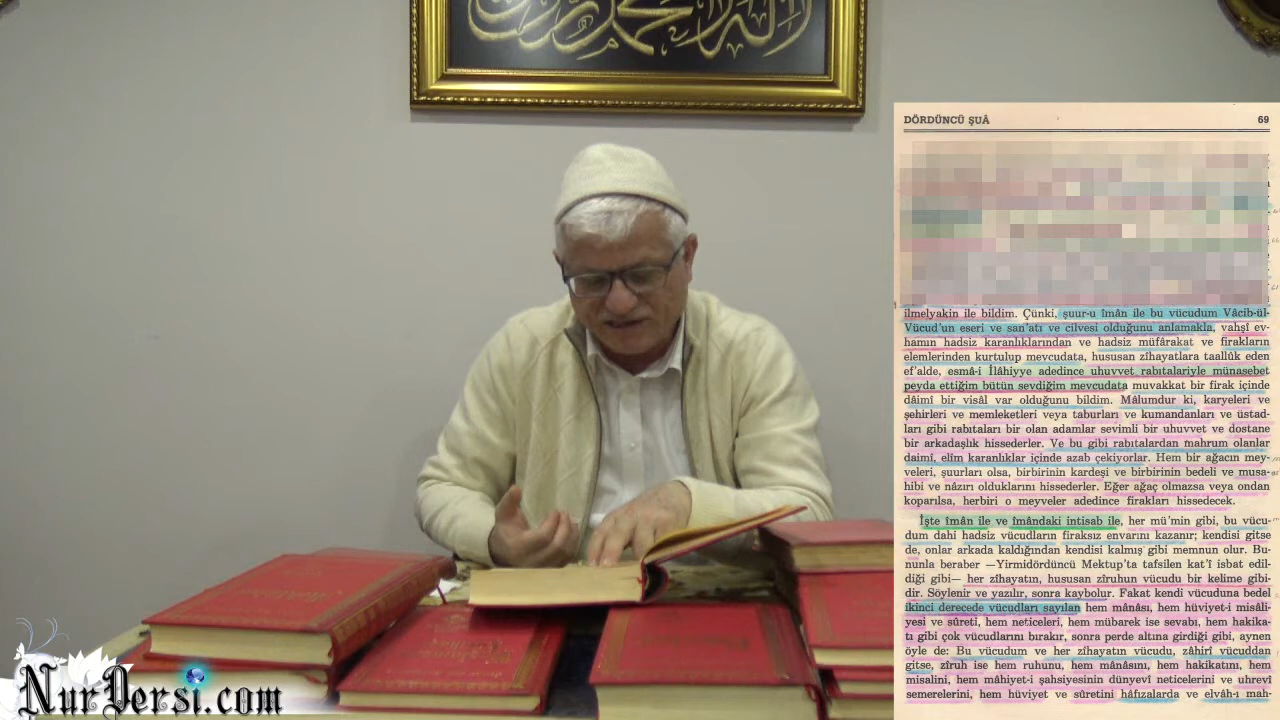 DÖRDÜNCÜ ŞUÂ 69
ilmelyakin ile bildim. Çünki, şuur-u îmân ile bu vücudum Vâcib-ül-
Vücud'un eseri ve san'atı ve cilvesi olduğunu anlamakla, vahşî ev-
hamın hadsiz karanlıklarından ve hadsiz müfârakat ve firakların
elemlerinden kurtulup mevcudata, hususan zîhayatlara taallûk eden
ef'alde, esmâ-i İlâhiyye adedince uhuvvet rabıtalariyle münasebet
peyda ettiğim bütün sevdiğim mevcudata muvakkat bir firak içinde
dâimî bir visâl var olduğunu bildim. Mâlumdur ki, karyeleri ve
şehirleri ve memleketleri veya taburları ve kumandanları ve üstad-
ları gibi rabıtaları bir olan adamlar sevimli bir uhuvvet ve dostane
bir arkadaşlık hissederler. Ve bu gibi rabıtalardan mahrum olanlar
daimî, elîm karanlıklar içinde azab çekiyorlar. Hem bir ağacın mey-
veleri, şuurları olsa, birbirinin kardeşi ve birbirinin bedeli ve musa-
hibi ve nâzırı olduklarını hissederler. Eğer ağaç olmazsa veya ondan
koparılsa, herbiri o meyveler adedince firakları hissedecek.
İşte îmân ile ve îmândaki intisab ile, her mü'min gibi, bu vücu-
dum dahi hadsiz vücudların firaksız envarını kazanır; kendisi gitse
de, onlar arkada kaldığından kendisi kalmış gibi memnun olur. Bu-
nunla beraber —Yirmidördüncü Mektup'ta tafsilen kat'î isbat edil-
diği gibi— her zîhayatın, hususan zîruhun vücudu bir kelime gibi-
dir. Söylenir ve yazılır, sonra kaybolur. Fakat kendi vücuduna bedel
ikinci derecede vücudları sayılan hem mânâsı, hem hüviyet-i misâli-
yesi ve sûreti, hem neticeleri, hem mübarek ise sevabı, hem hakika-
tı gibi çok vücudlarını bırakır, sonra perde altına girdiği gibi, aynen
öyle de: Bu vücudum ve her zîhayatın vücudu, zâhirî vücuddan
gitse, zîruh ise hem ruhunu, hem mânâsını, hem hakikatını, hem
misalini, hem mâhiyet-i şahsiyesinin dünyevî neticelerini ve uhrevî
semerelerini, hem hüviyet ve sûretini hâfızalarda ve elvâh-ı mah-
NurDersi.com